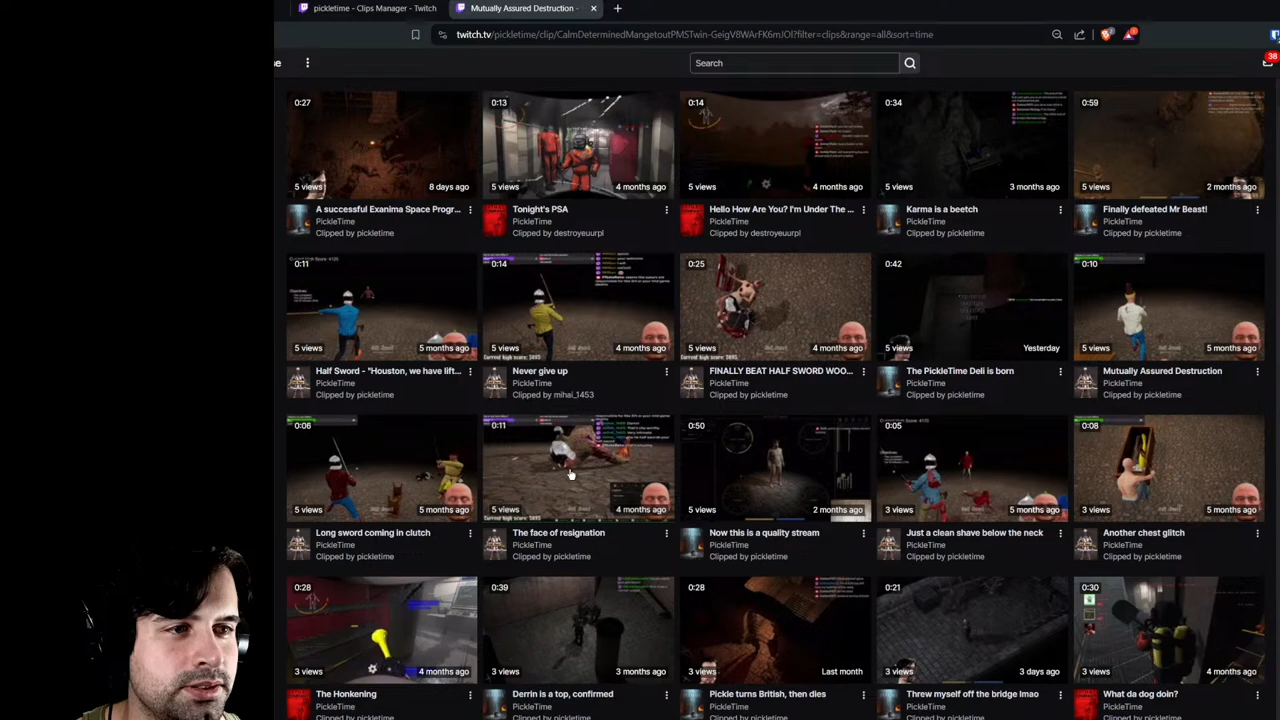 pickletime - Clips Manager - Twitch
Mutually Assured Destruction -
twitch.tv/pickletime/clip/CalmDeterminedMangetoutPMSTwin-GeigV8WArFK6mJOl?filter=clips&range=all&sort=time
Search
38
0:27
0:13
0:14
0:34
0:59
5 views
8 days ago
5 views
4 months ago
5 views
4 months ago
5 views
3 months ago
5 views
2 months ago
A successful Exanima Space Progr...
Tonight's PSA
Hello How Are You? I'm Under The ...
Karma is a beetch
Finally defeated Mr Beast!
PickleTime
PickleTime
PickleTime
PickleTime
PickleTime
Clipped by pickletime
Clipped by destroyeuurpl
Clipped by destroyeuurpl
Clipped by pickletime
Clipped by pickletime
0:11
0:14
0:25
0:42
0:10
5 views
5 months ago
5 views
4 months ago
5 views
4 months ago
5 views
Yesterday
5 views
5 months ago
Half Sword - "Houston, we have lift...
Never give up
FINALLY BEAT HALF SWORD WOO...
The PickleTime Deli is born
Mutually Assured Destruction
PickleTime
PickleTime
PickleTime
PickleTime
PickleTime
Clipped by pickletime
Clipped by mihai_1453
Clipped by pickletime
Clipped by pickletime
Clipped by pickletime
0:06
0:11
0:50
0:05
0:08
5 views
5 months ago
5 views
4 months ago
5 views
2 months ago
3 views
5 months ago
3 views
5 months ago
Long sword coming in clutch
The face of resignation
Now this is a quality stream
Just a clean shave below the neck
Another chest glitch
PickleTime
PickleTime
PickleTime
PickleTime
PickleTime
Clipped by pickletime
Clipped by pickletime
Clipped by pickletime
Clipped by pickletime
Clipped by pickletime
0:28
0:39
0:28
0:21
0:30
3 views
4 months ago
3 views
3 months ago
3 views
Last month
3 views
3 days ago
3 views
4 months ago
The Honkening
Derrin is a top, confirmed
Pickle turns British, then dies
Threw myself off the bridge lmao
What da dog doin?